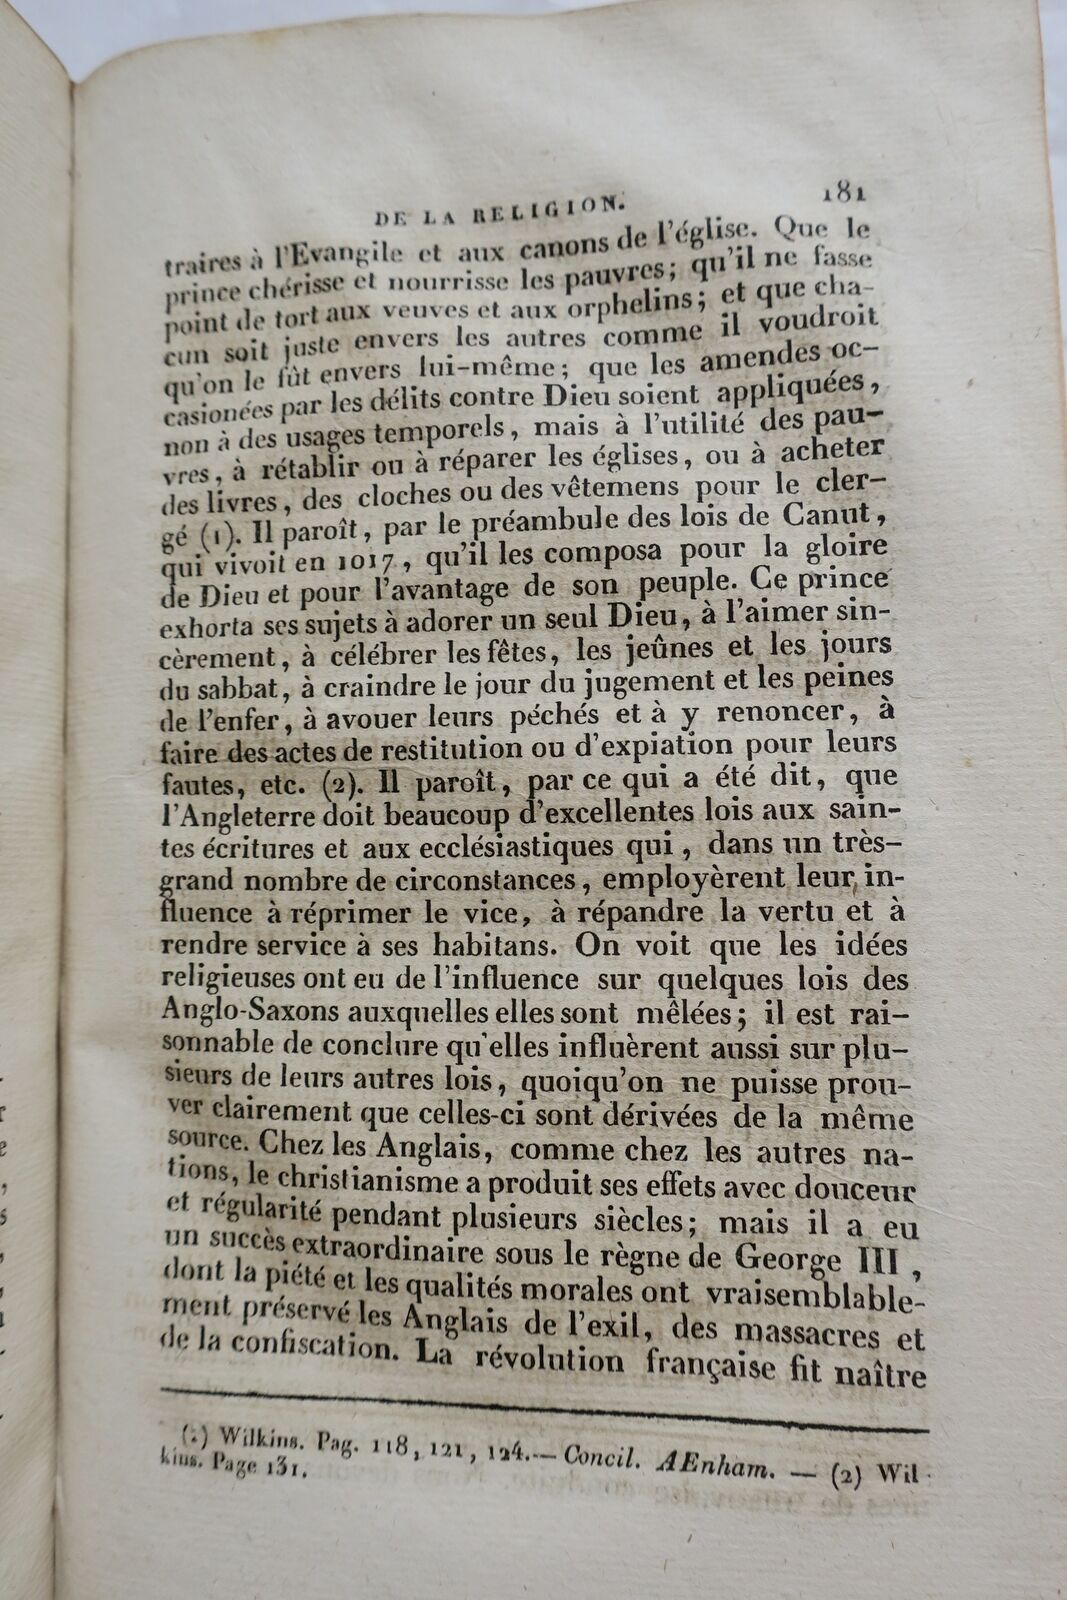 DE LA RELIGION. 181
traires à l'Evangile et aux canons de l'église. Que le
prince chérisse et nourrisse les pauvres; qu'il ne fasse
point de tort aux veuves et aux orphelins; et que cha-
cun soit juste envers les autres comme il voudroit
qu'on le fût envers lui-même; que les amendes oc-
casionées par les délits contre Dieu soient appliquées,
non à des usages temporels, mais à l'utilité des pau-
vres, à rétablir ou à réparer les églises, ou à acheter
des livres, des cloches ou des vêtemens pour le cler-
gé (1). Il paroît, par le préambule des lois de Canut,
qui vivoit en 1017, qu'il les composa pour la gloire
de Dieu et pour l'avantage de son peuple. Ce prince
exhorta ses sujets à adorer un seul Dieu, à l'aimer sin-
cèrement, à célébrer les fêtes, les jeûnes et les jours
du sabbat, à craindre le jour du jugement et les peines
de l'enfer, à avouer leurs péchés et à y renoncer, à
faire des actes de restitution ou d'expiation pour leurs
fautes, etc. (2). Il paroît, par ce qui a été dit, que
l'Angleterre doit beaucoup d'excellentes lois aux sain-
tes écritures et aux ecclésiastiques qui, dans un très-
grand nombre de circonstances, employèrent leur in-
fluence à réprimer le vice, à répandre la vertu et à
rendre service à ses habitans. On voit que les idées
religieuses ont eu de l'influence sur quelques lois des
Anglo-Saxons auxquelles elles sont mêlées; il est rai-
sonnable de conclure qu'elles influèrent aussi sur plu-
sieurs de leurs autres lois, quoiqu'on ne puisse prou-
ver clairement que celles-ci sont dérivées de la même
source. Chez les Anglais, comme chez les autres na-
tions, le christianisme a produit ses effets avec douceur
et régularité pendant plusieurs siècles; mais il a eu
un succès extraordinaire sous le règne de George III,
dont la piété et les qualités morales ont vraisemblable-
ment préservé les Anglais de l'exil, des massacres et
de la confiscation. La révolution française fit naître
(1) Wilkins. Pag. 118, 121, 124.— Concil. AEnham. — (2) Wil-
kins. Page 131.